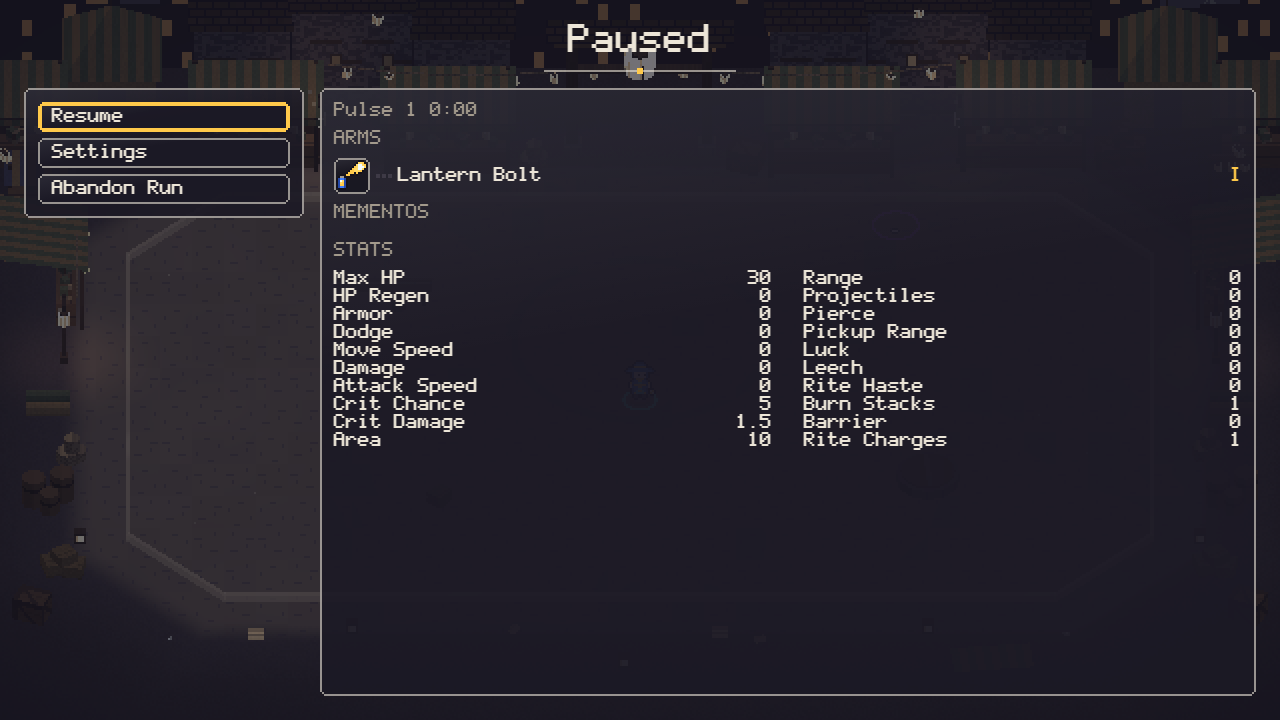 Paused
Resume
Settings
Abandon Run
Pulse 1 0:00
ARMS
Lantern Bolt I
MEMENTOS
STATS
Max HP 30 Range 0
HP Regen 0 Projectiles 0
Armor 0 Pierce 0
Dodge 0 Pickup Range 0
Move Speed 0 Luck 0
Damage 0 Leech 0
Attack Speed 0 Rite Haste 0
Crit Chance 5 Burn Stacks 1
Crit Damage 1.5 Barrier 0
Area 10 Rite Charges 1